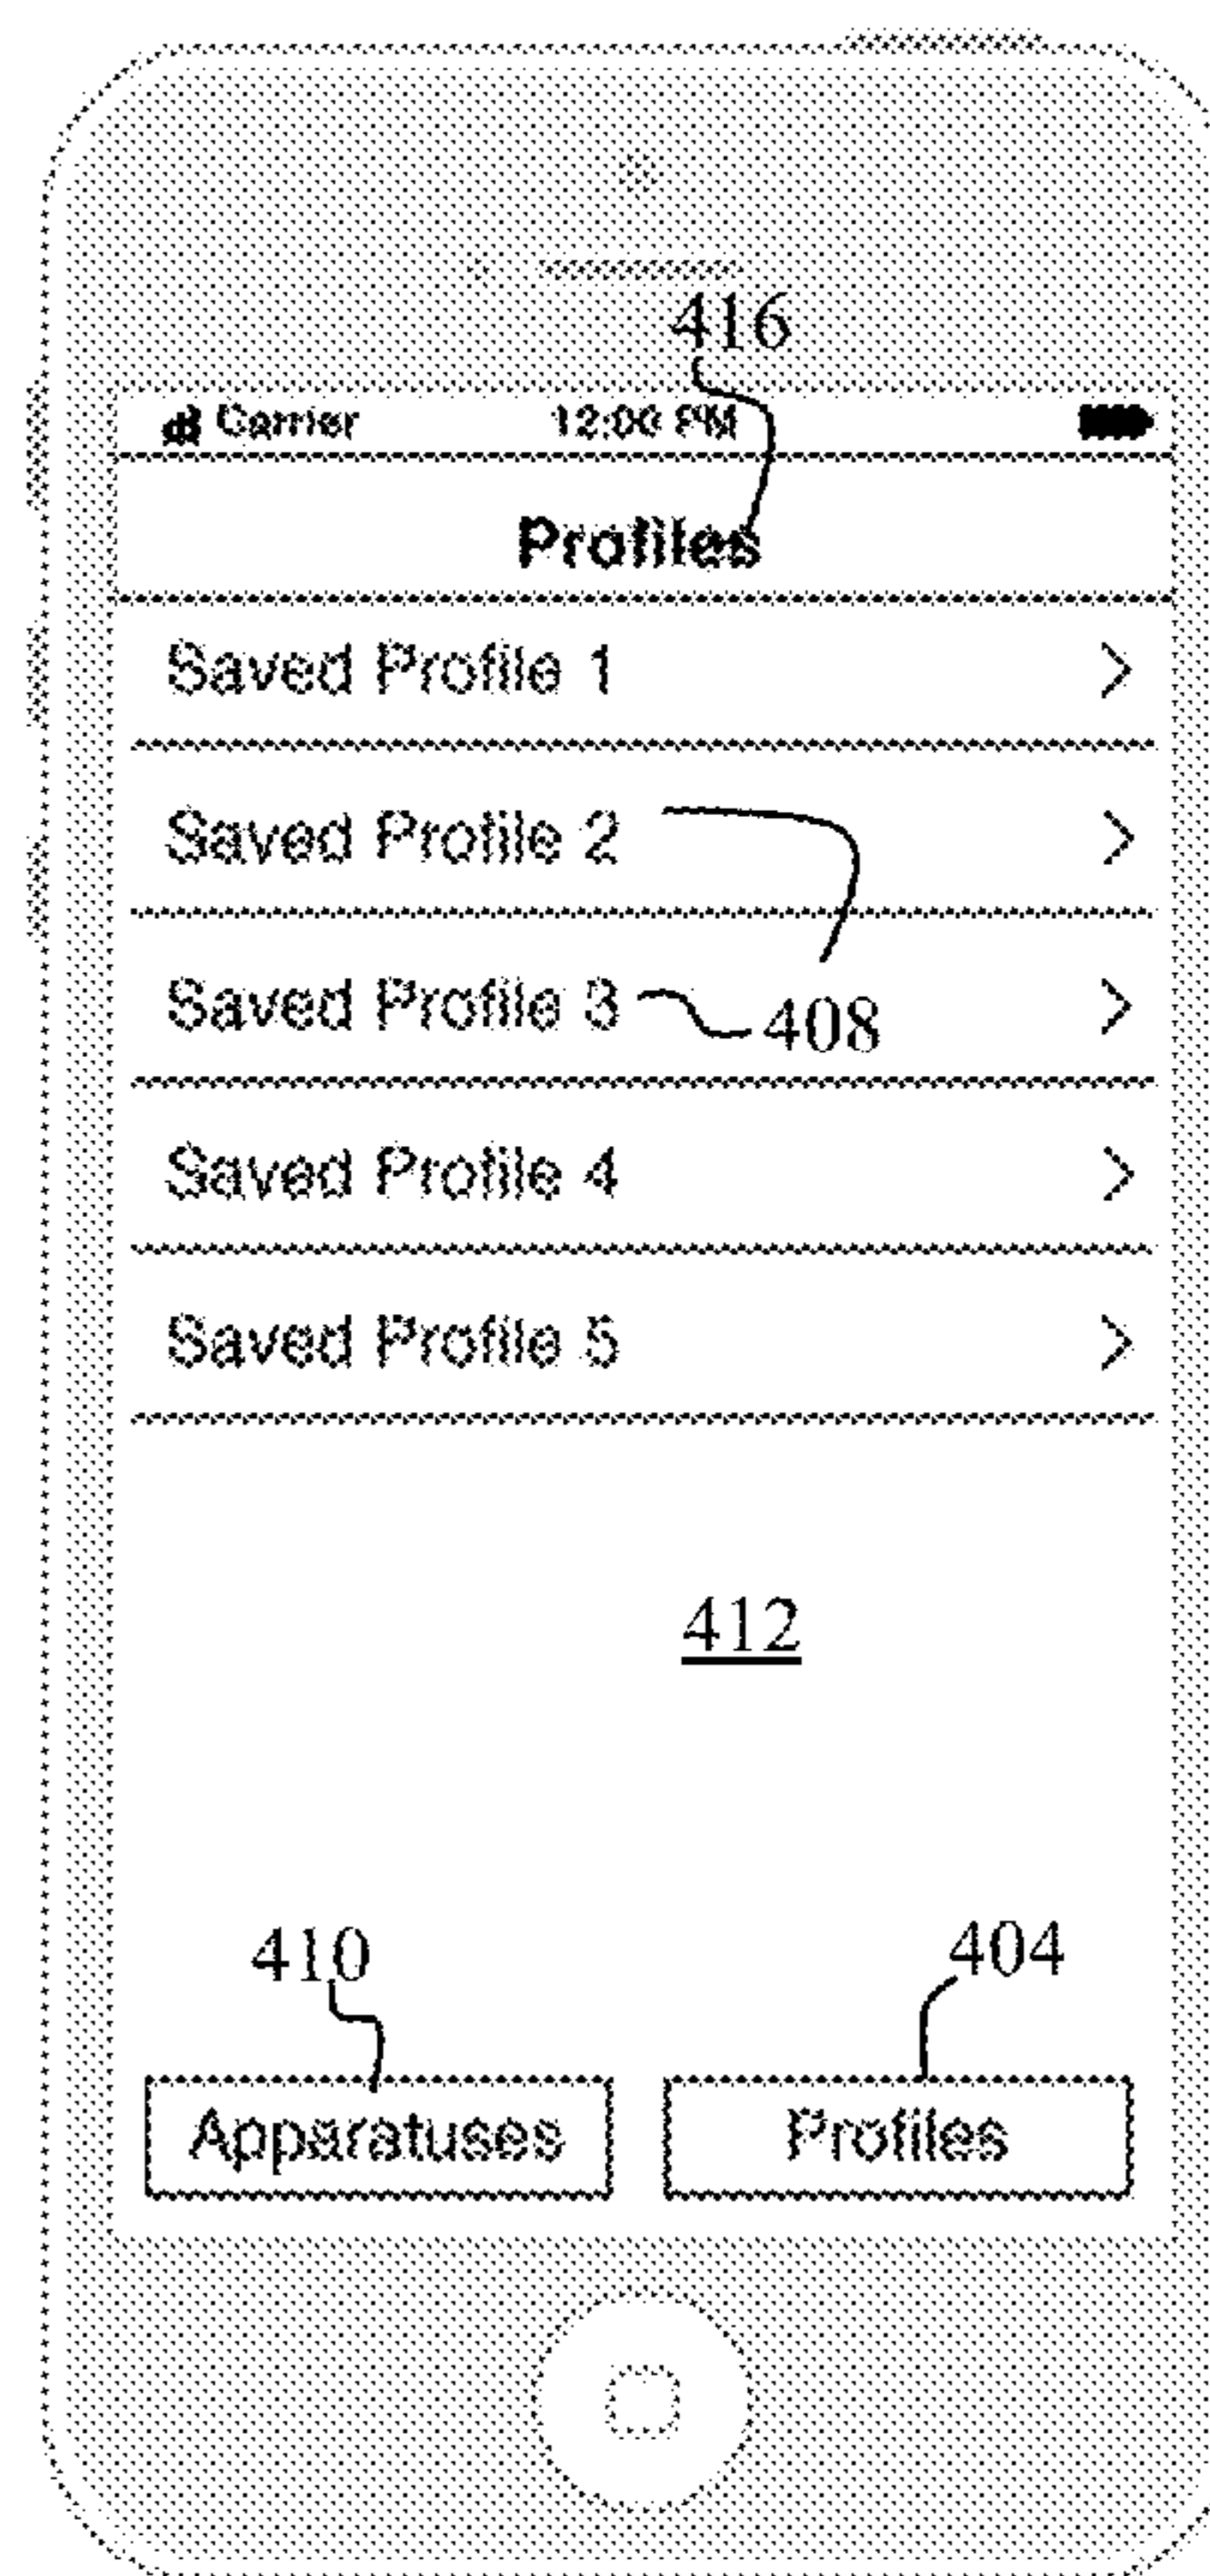 416
Carrier 12:00 PM
Profiles
Saved Profile 1 >
Saved Profile 2 >
Saved Profile 3 408 >
Saved Profile 4 >
Saved Profile 5 >
412
410 404
Apparatuses Profiles